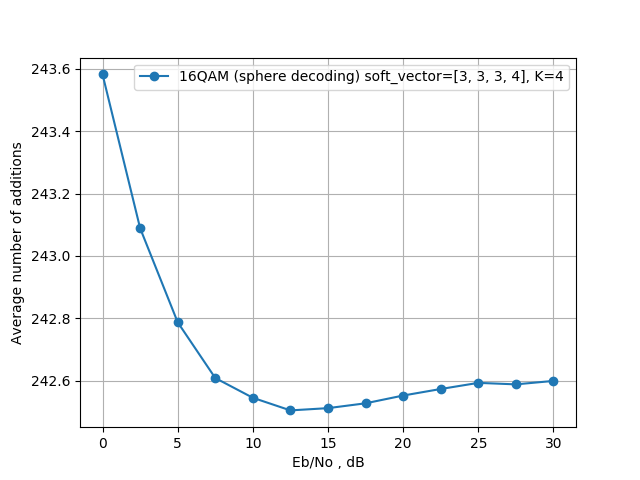 16QAM (sphere decoding) soft_vector=[3, 3, 3, 4], K=4
Average number of additions
243.6
243.4
243.2
243.0
242.8
242.6
0 5 10 15 20 25 30
Eb/No , dB